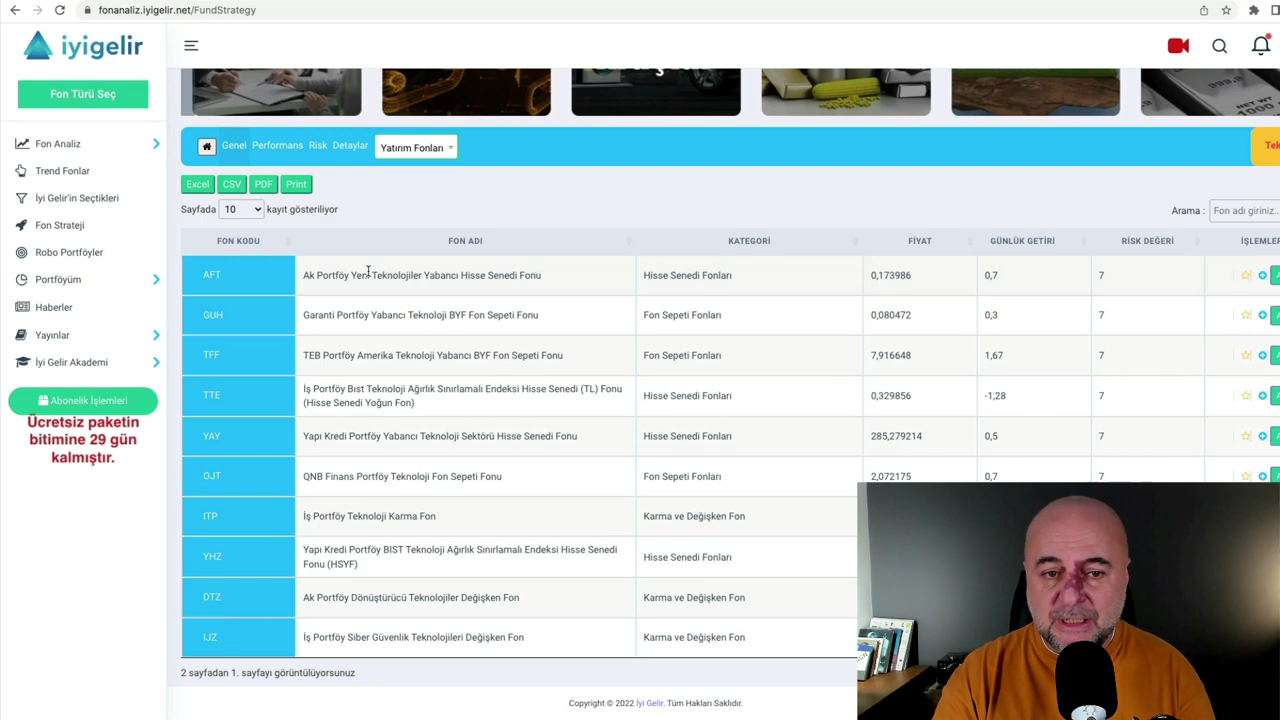 fonanaliz.iyigelir.net/FundStrategy
iyigelir
Fon Türü Seç
Fon Analiz
Trend Fonlar
İyi Gelir'in Seçtikleri
Fon Strateji
Robo Portföyler
Portföyüm
Haberler
Yayınlar
İyi Gelir Akademi
Abonelik İşlemleri
Ücretsiz paketin
bitimine 29 gün
kalmıştır.
999.0
NET WT
1000
Genel Performans Risk Detaylar Yatırım Fonları
Tek
Excel CSV PDF Print
Sayfada 10 kayıt gösteriliyor
Arama : Fon adı giriniz..
FON KODU FON ADI KATEGORİ FİYAT GÜNLÜK GETİRİ RİSK DEĞERİ İŞLEMLER
AFT Ak Portföy Yeni Teknolojiler Yabancı Hisse Senedi Fonu Hisse Senedi Fonları 0,173986 0,7 7
GUH Garanti Portföy Yabancı Teknoloji BYF Fon Sepeti Fonu Fon Sepeti Fonları 0,080472 0,3 7
TFF TEB Portföy Amerika Teknoloji Yabancı BYF Fon Sepeti Fonu Fon Sepeti Fonları 7,916648 1,67 7
TTE İş Portföy Bıst Teknoloji Ağırlık Sınırlamalı Endeksi Hisse Senedi (TL) Fonu
(Hisse Senedi Yoğun Fon) Hisse Senedi Fonları 0,329856 -1,28 7
YAY Yapı Kredi Portföy Yabancı Teknoloji Sektörü Hisse Senedi Fonu Hisse Senedi Fonları 285,279214 0,5 7
OJT QNB Finans Portföy Teknoloji Fon Sepeti Fonu Fon Sepeti Fonları 2,072175 0,7 7
ITP İş Portföy Teknoloji Karma Fon Karma ve Değişken Fon
YHZ Yapı Kredi Portföy BIST Teknoloji Ağırlık Sınırlamalı Endeksi Hisse Senedi
Fonu (HSYF) Hisse Senedi Fonları
DTZ Ak Portföy Dönüştürücü Teknolojiler Değişken Fon Karma ve Değişken Fon
IJZ İş Portföy Siber Güvenlik Teknolojileri Değişken Fon Karma ve Değişken Fon
2 sayfadan 1. sayfayı görüntülüyorsunuz
Copyright © 2022 İyi Gelir. Tüm Hakları Saklıdır.